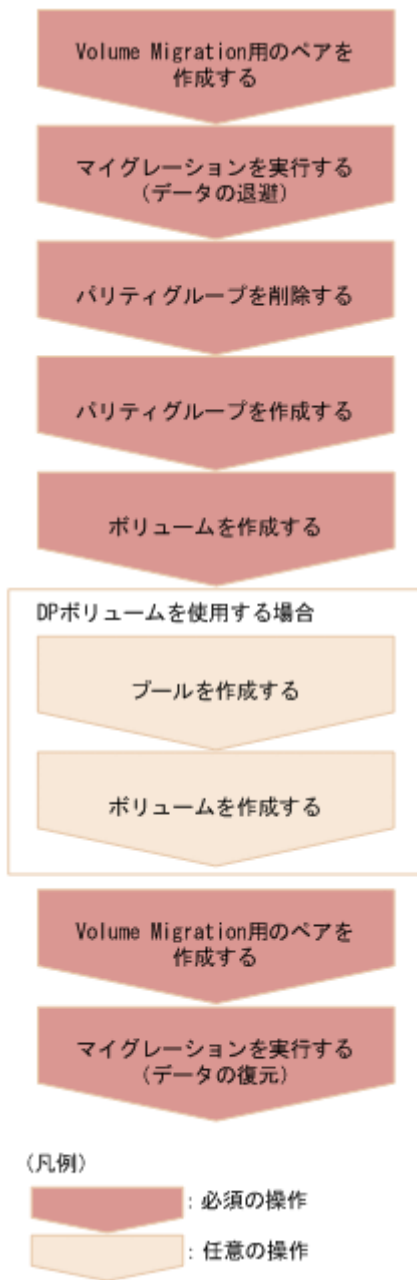 Volume Migration用のペアを
作成する
マイグレーションを実行する
(データの退避)
パリティグループを削除する
パリティグループを作成する
ボリュームを作成する
DPボリュームを使用する場合
プールを作成する
ボリュームを作成する
Volume Migration用のペアを
作成する
マイグレーションを実行する
(データの復元)
(凡例)
: 必須の操作
: 任意の操作